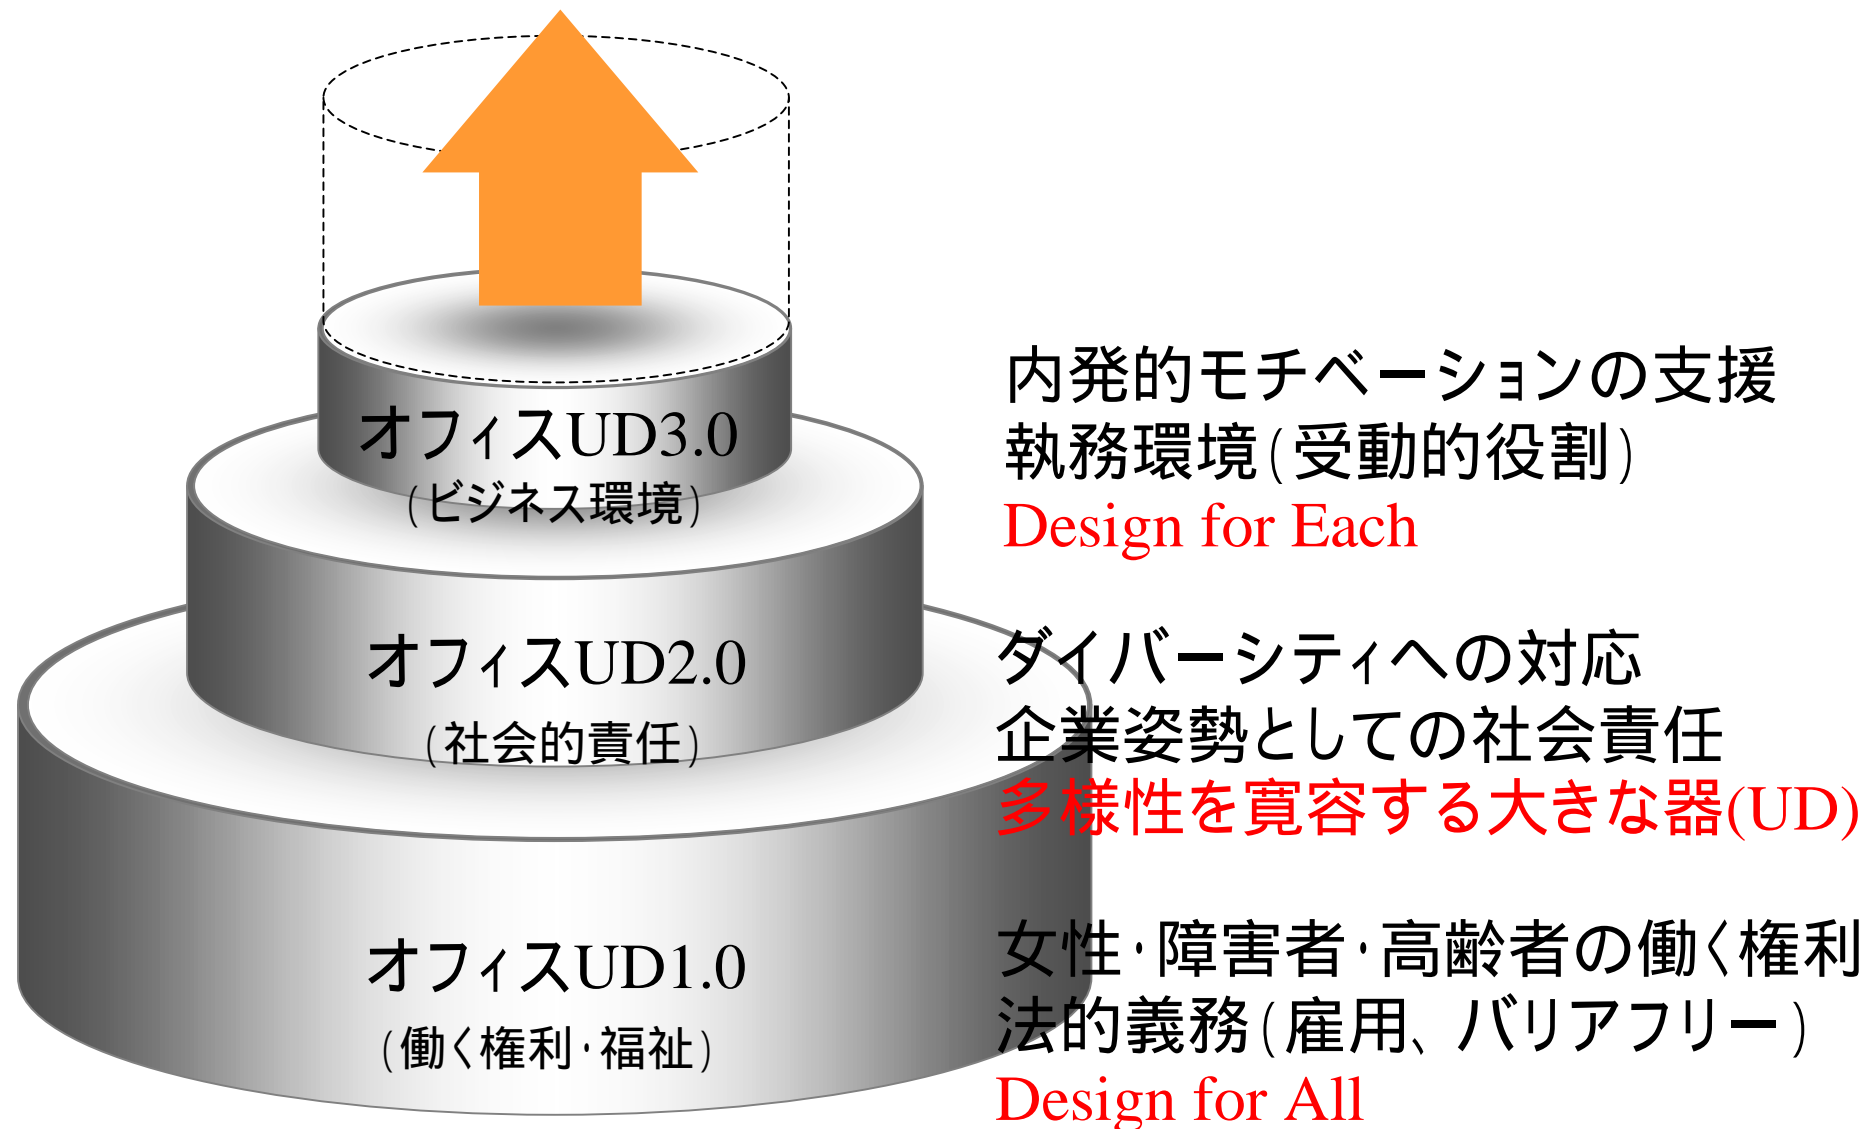 オフィスUD3.0
(ビジネス環境)
内発的モチベーションの支援
執務環境(受動的役割)
Design for Each
オフィスUD2.0
(社会的責任)
ダイバーシティへの対応
企業姿勢としての社会責任
多様性を寛容する大きな器(UD)
オフィスUD1.0
(働く権利・福祉)
女性・障害者・高齢者の働く権利
法的義務(雇用、バリアフリー)
Design for All